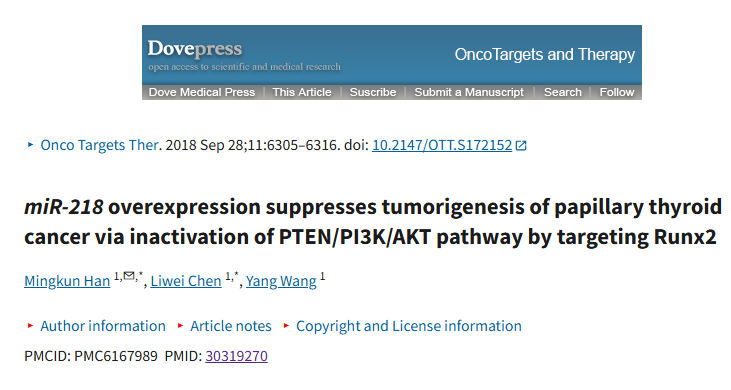 Dovepress
open access to scientific and medical research
OncoTargets and Therapy
Dove Medical Press | This Article | Suscribe | Submit a Manuscript | Search | Follow
‣ Onco Targets Ther. 2018 Sep 28;11:6305–6316. doi: 10.2147/OTT.S172152
miR-218 overexpression suppresses tumorigenesis of papillary thyroid
cancer via inactivation of PTEN/PI3K/AKT pathway by targeting Runx2
Mingkun Han 1,✉,*, Liwei Chen 1,*, Yang Wang 1
‣ Author information ‣ Article notes ‣ Copyright and License information
PMCID: PMC6167989 PMID: 30319270